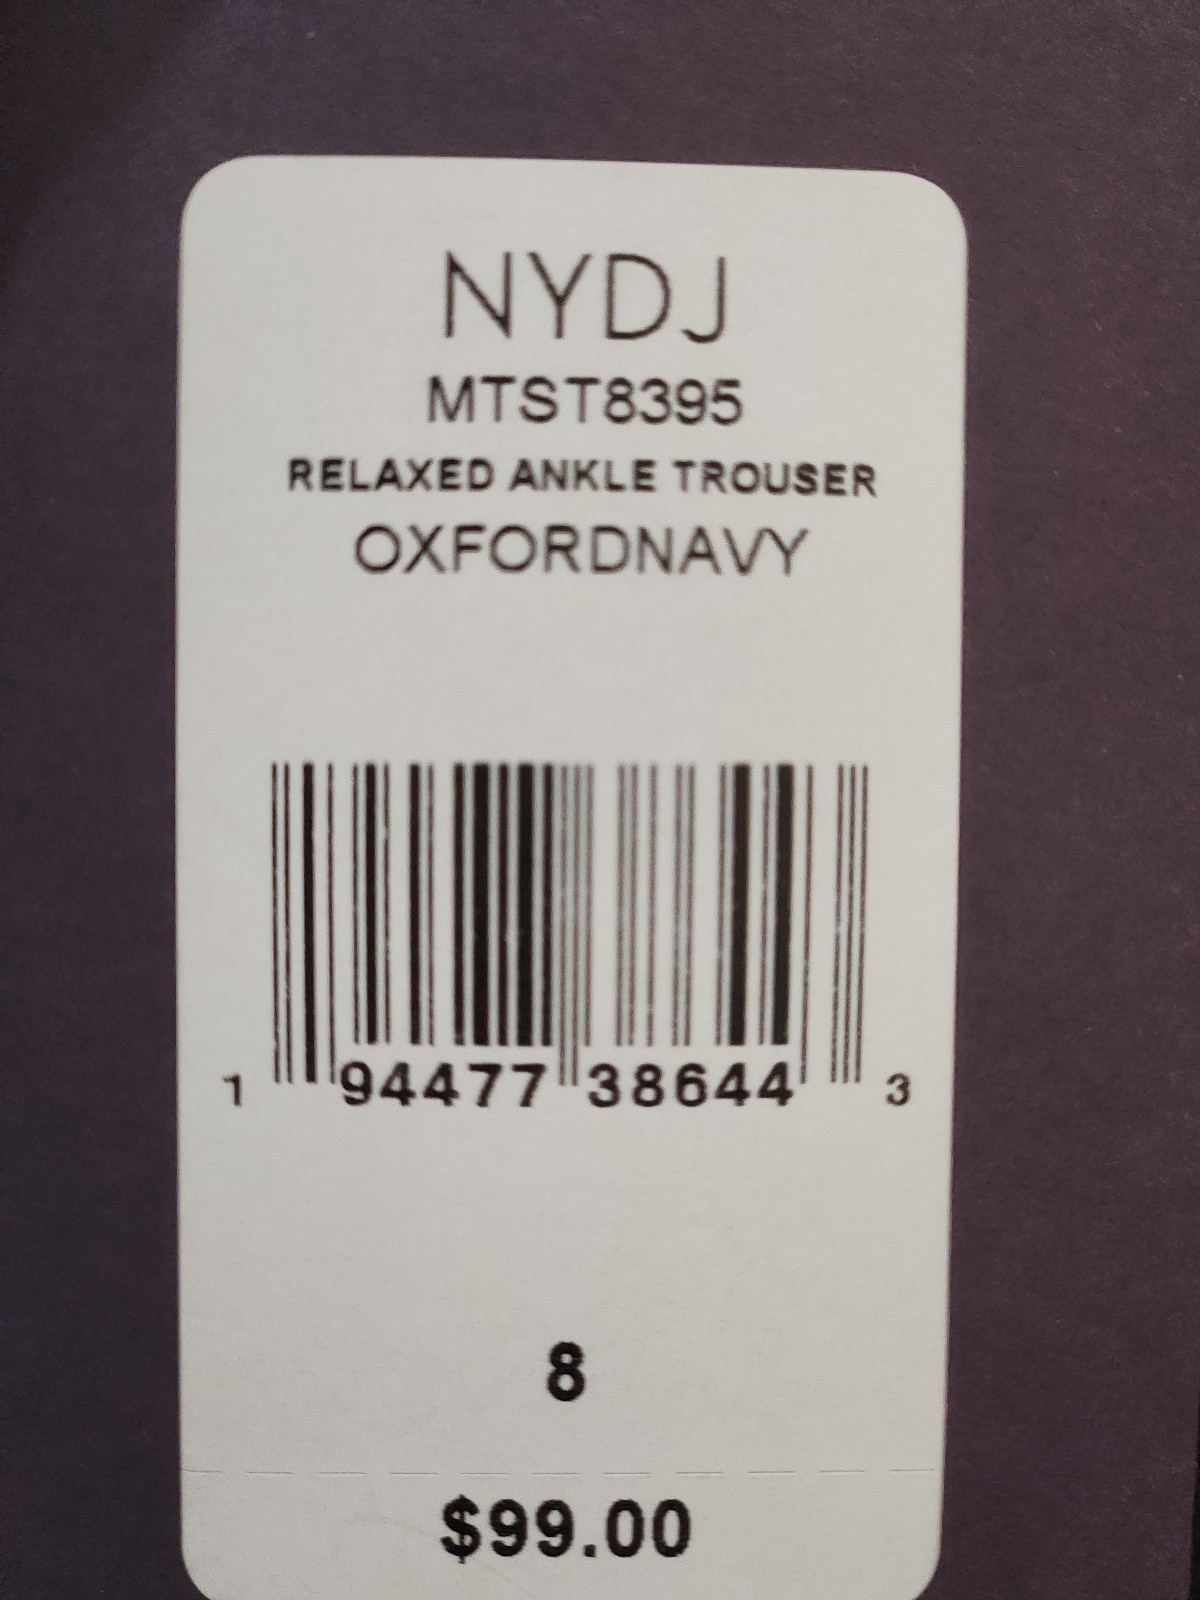 NYDJ
MTST8395
RELAXED ANKLE TROUSER
OXFORDNAVY
1 94477 38644 3
8
$99.00